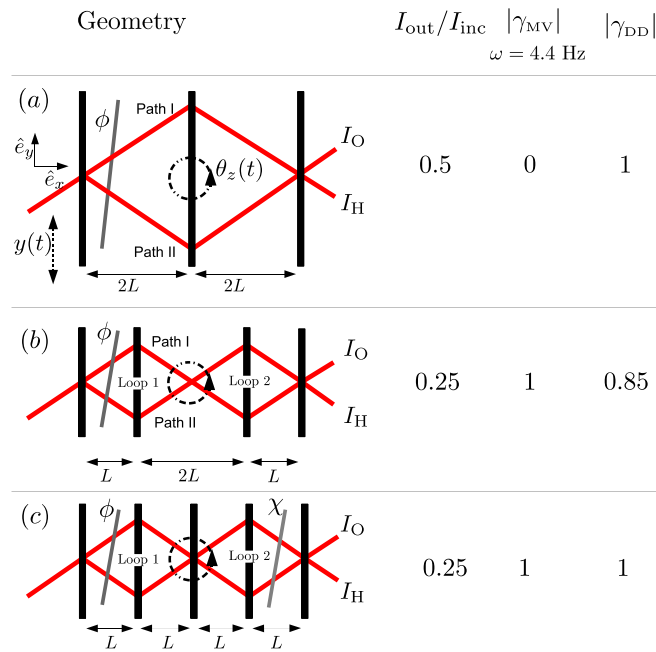 Geometry I_out/I_inc |γ_MV| |γ_DD|
ω = 4.4 Hz
(a) Path I
ϕ I_O
ê_y θ_z(t) 0.5 0 1
ê_x
I_H
y(t) Path II
2L 2L
(b) ϕ Path I I_O
Loop 1 Loop 2 0.25 1 0.85
Path II I_H
L 2L L
(c) ϕ χ I_O
Loop 1 Loop 2 0.25 1 1
I_H
L L L L